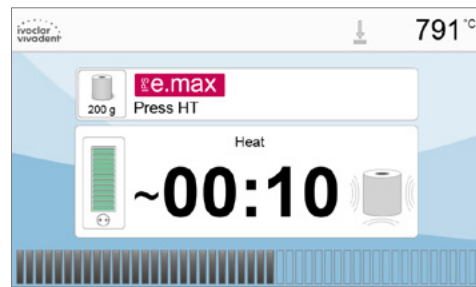 ivoclar
vivadent
791 °C
IPS e.max
200 g
Press HT
Heat
~00:10